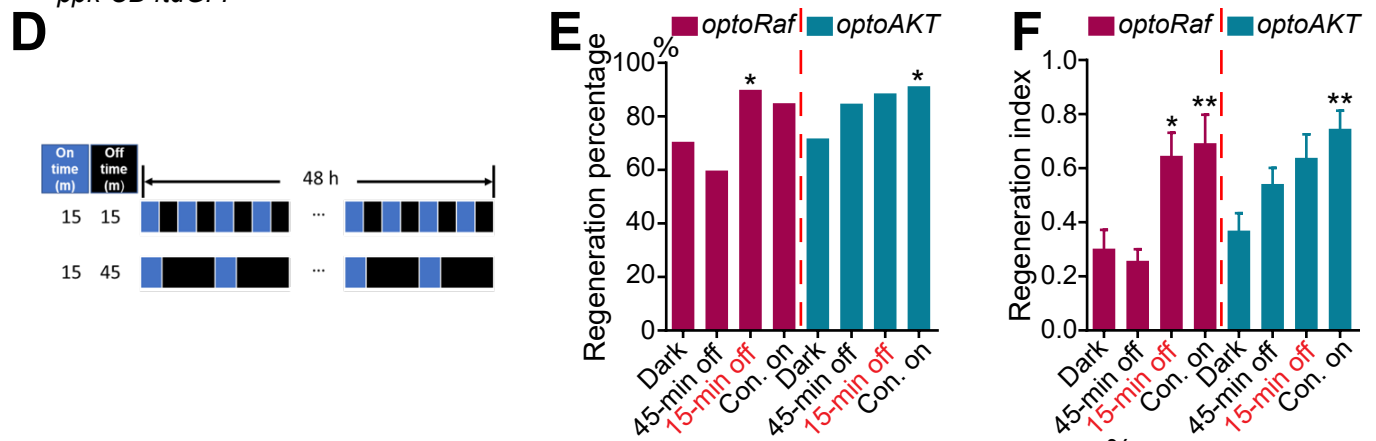 D
On time (m)
Off time (m)
48 h
15 15
...
...
15 45
...
...
E
optoRaf
optoAKT
%
Regeneration percentage
100
80
60
40
20
0
*
*
Dark
45-min off
15-min off
Con. on
Dark
45-min off
15-min off
Con. on
F
optoRaf
optoAKT
Regeneration index
1.0
0.8
0.6
0.4
0.2
0.0
*
**
**
Dark
45-min off
15-min off
Con. on
Dark
45-min off
15-min off
Con. on